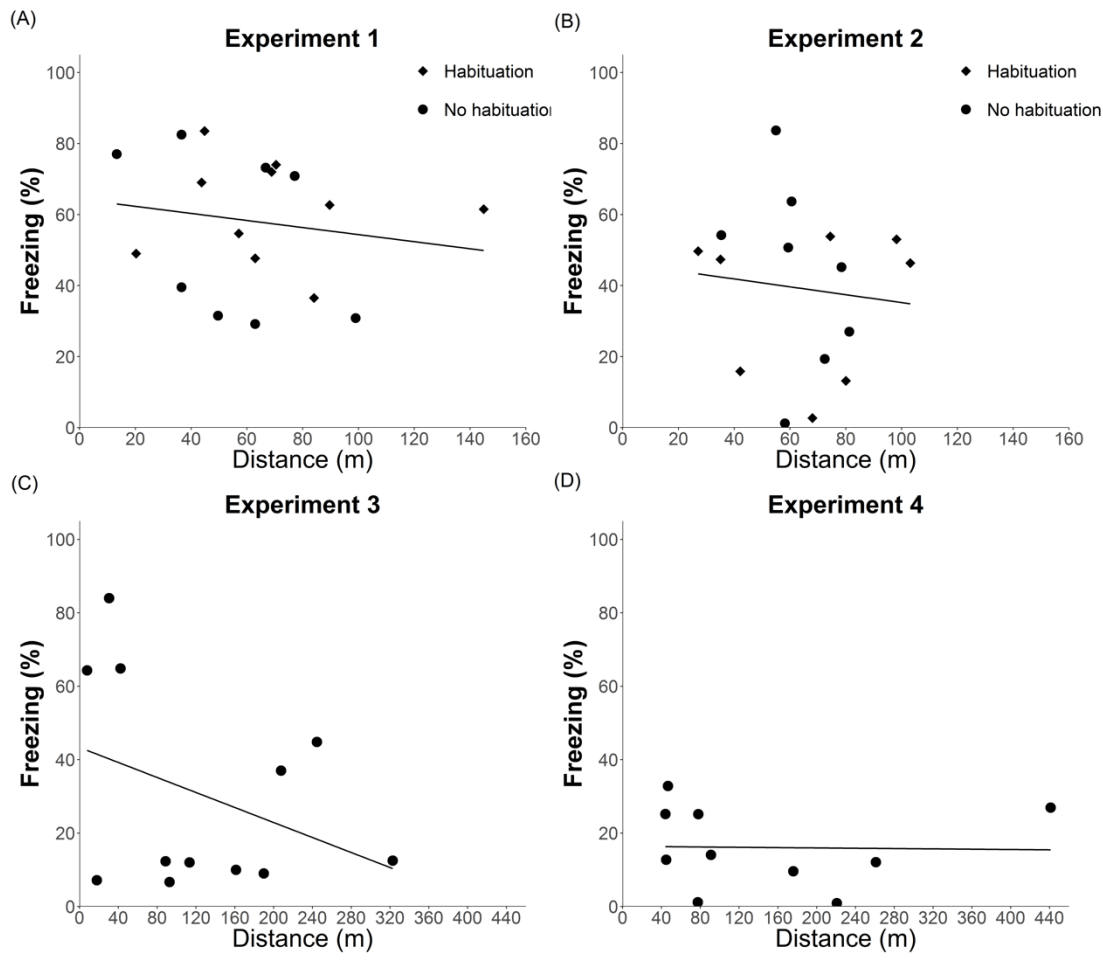 (A)
Experiment 1
Freezing (%)
100
80
60
40
20
0
0 20 40 60 80 100 120 140 160
Distance (m)
Habituation
No habituation
(B)
Experiment 2
Freezing (%)
100
80
60
40
20
0
0 20 40 60 80 100 120 140 160
Distance (m)
Habituation
No habituation
(C)
Experiment 3
Freezing (%)
100
80
60
40
20
0
0 40 80 120 160 200 240 280 320 360 400 440
Distance (m)
(D)
Experiment 4
Freezing (%)
100
80
60
40
20
0
0 40 80 120 160 200 240 280 320 360 400 440
Distance (m)